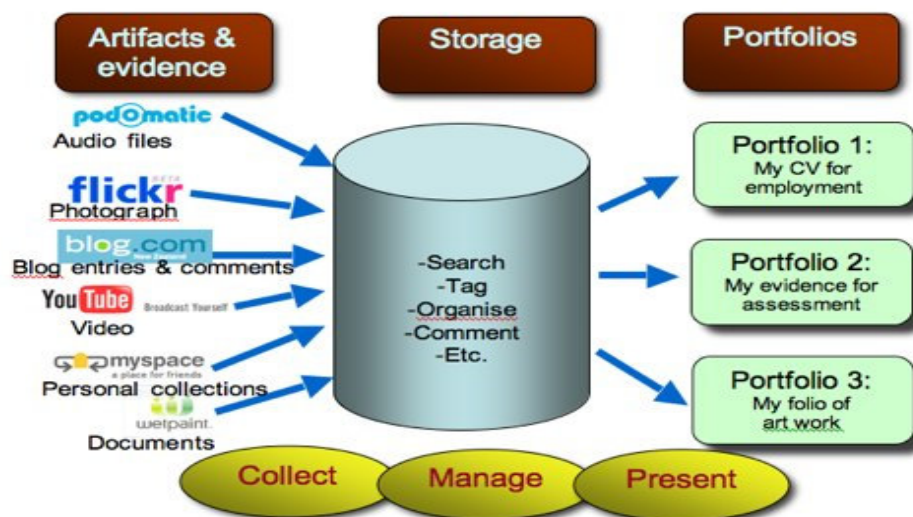 Artifacts &
evidence
Storage
Portfolios
podOmatic
Audio files
flickr
BETA
Photograph
blog.com
New Zealand
Blog entries & comments
YouTube
Broadcast Yourself
Video
myspace
a place for friends
Personal collections
wetpaint.
Documents
-Search
-Tag
-Organise
-Comment
-Etc.
Portfolio 1:
My CV for
employment
Portfolio 2:
My evidence for
assessment
Portfolio 3:
My folio of
art work
Collect
Manage
Present